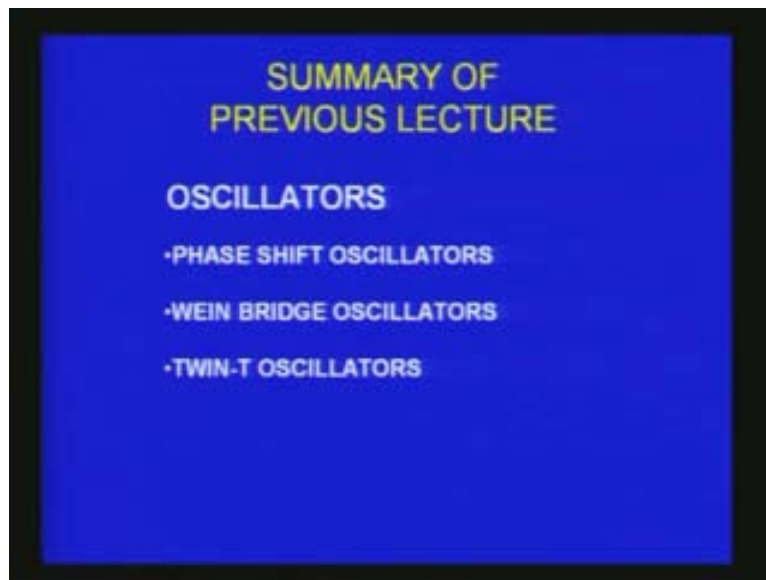 SUMMARY OF
PREVIOUS LECTURE
OSCILLATORS
•PHASE SHIFT OSCILLATORS
•WEIN BRIDGE OSCILLATORS
•TWIN-T OSCILLATORS